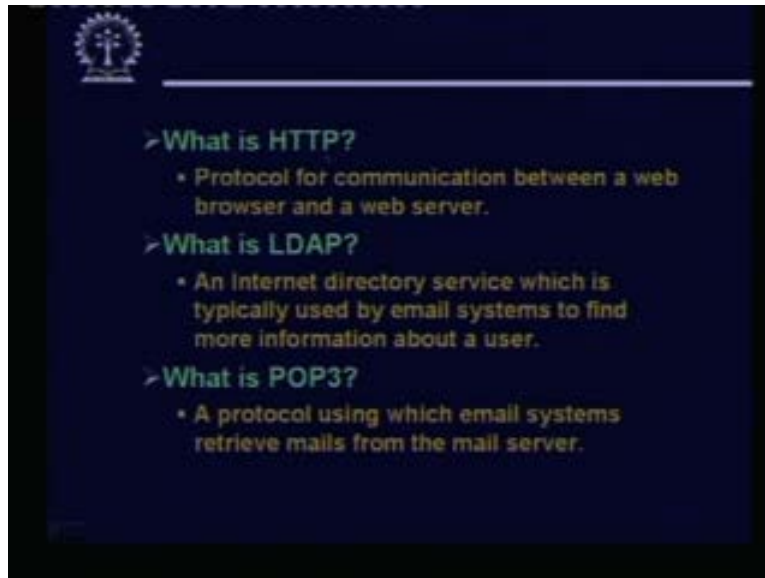 ➢What is HTTP?
▪ Protocol for communication between a web
browser and a web server.
➢What is LDAP?
▪ An Internet directory service which is
typically used by email systems to find
more information about a user.
➢What is POP3?
▪ A protocol using which email systems
retrieve mails from the mail server.